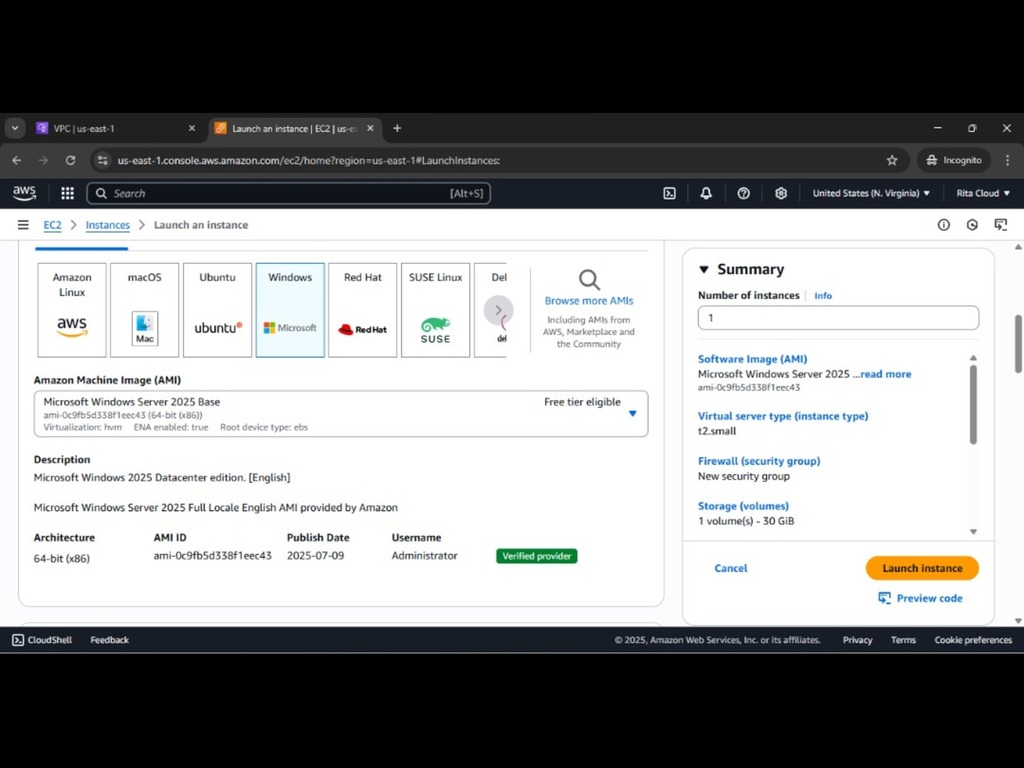 VPC | us-east-1
Launch an instance | EC2 | us-ea
us-east-1.console.aws.amazon.com/ec2/home?region=us-east-1#LaunchInstances:
Incognito
aws
Search
[Alt+S]
United States (N. Virginia)
Rita Cloud
EC2 > Instances > Launch an instance
Amazon Linux
aws
macOS
Mac
Ubuntu
ubuntu
Windows
Microsoft
Red Hat
Red Hat
SUSE Linux
SUSE
Del
del
Browse more AMIs
Including AMIs from
AWS, Marketplace and
the Community
Amazon Machine Image (AMI)
Microsoft Windows Server 2025 Base
Free tier eligible
ami-0c9fb5d338f1eec43 (64-bit (x86))
Virtualization: hvm ENA enabled: true Root device type: ebs
Description
Microsoft Windows 2025 Datacenter edition. [English]
Microsoft Windows Server 2025 Full Locale English AMI provided by Amazon
Architecture AMI ID Publish Date Username
64-bit (x86) ami-0c9fb5d338f1eec43 2025-07-09 Administrator Verified provider
Summary
Number of instances Info
1
Software Image (AMI)
Microsoft Windows Server 2025 ...read more
ami-0c9fb5d338f1eec43
Virtual server type (instance type)
t2.small
Firewall (security group)
New security group
Storage (volumes)
1 volume(s) - 30 GiB
Cancel
Launch instance
Preview code
CloudShell Feedback
© 2025, Amazon Web Services, Inc. or its affiliates. Privacy Terms Cookie preferences